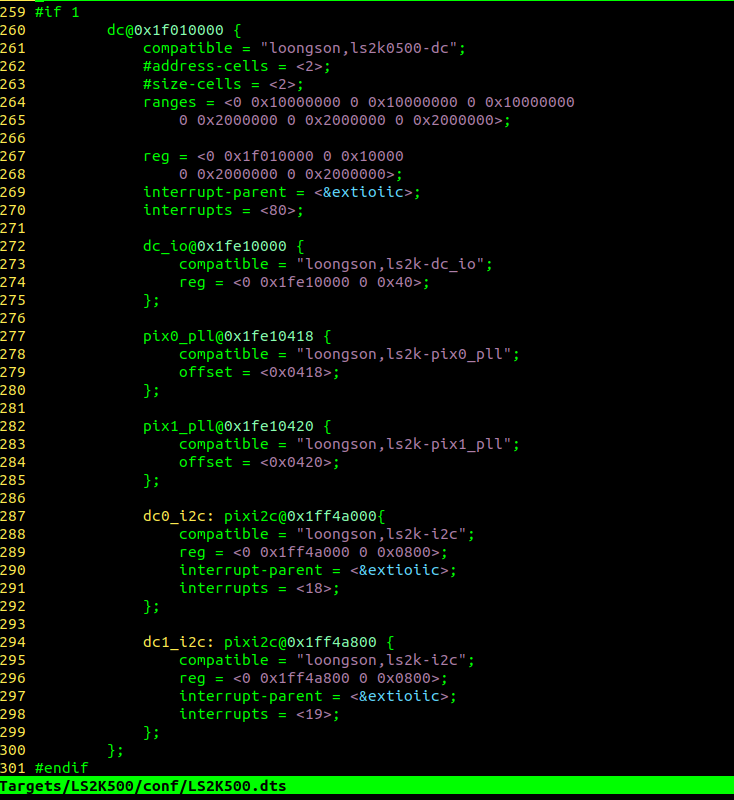 259 #if 1
260         dc@0x1f010000 {
261             compatible = "loongson,ls2k0500-dc";
262             #address-cells = <2>;
263             #size-cells = <2>;
264             ranges = <0 0x10000000 0 0x10000000 0 0x10000000
265                 0 0x2000000 0 0x2000000 0 0x2000000>;
266
267             reg = <0 0x1f010000 0 0x10000
268                 0 0x2000000 0 0x2000000>;
269             interrupt-parent = <&extioiic>;
270             interrupts = <80>;
271
272             dc_io@0x1fe10000 {
273                 compatible = "loongson,ls2k-dc_io";
274                 reg = <0 0x1fe10000 0 0x40>;
275             };
276
277             pix0_pll@0x1fe10418 {
278                 compatible = "loongson,ls2k-pix0_pll";
279                 offset = <0x0418>;
280             };
281
282             pix1_pll@0x1fe10420 {
283                 compatible = "loongson,ls2k-pix1_pll";
284                 offset = <0x0420>;
285             };
286
287             dc0_i2c: pixi2c@0x1ff4a000{
288                 compatible = "loongson,ls2k-i2c";
289                 reg = <0 0x1ff4a000 0 0x0800>;
290                 interrupt-parent = <&extioiic>;
291                 interrupts = <18>;
292             };
293
294             dc1_i2c: pixi2c@0x1ff4a800 {
295                 compatible = "loongson,ls2k-i2c";
296                 reg = <0 0x1ff4a800 0 0x0800>;
297                 interrupt-parent = <&extioiic>;
298                 interrupts = <19>;
299             };
300         };
301 #endif
Targets/LS2K500/conf/LS2K500.dts